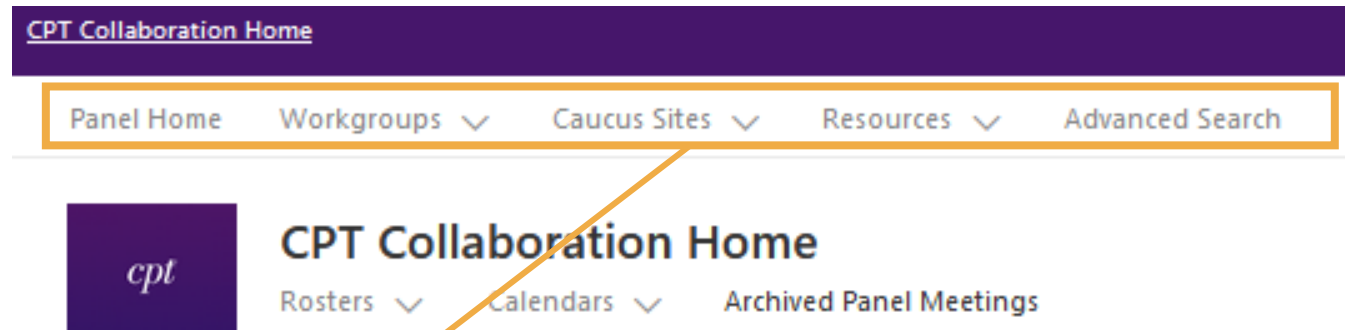 CPT Collaboration Home
Panel Home Workgroups Caucus Sites Resources Advanced Search
cpt
CPT Collaboration Home
Rosters Calendars Archived Panel Meetings